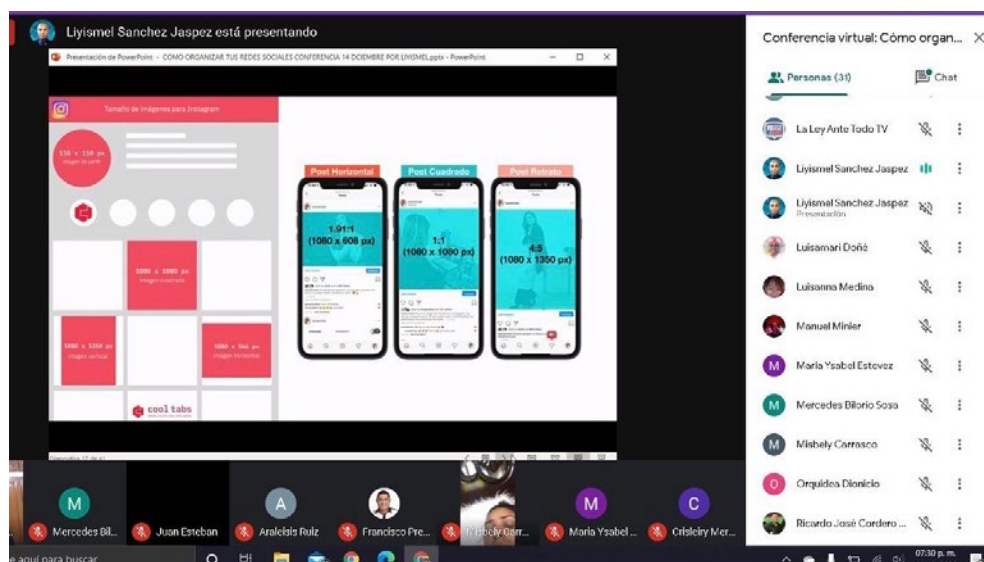 Liyismel Sanchez Jaspez está presentando
Presentación de PowerPoint - COMO ORGANIZAR TUS REDES SOCIALES CONFERENCIA 14 DCIEMBRE POR LIYISMEL.pptx - PowerPoint
Tamaño de imágenes para Instagram
110 x 110 px
imagen de perfil
1080 x 1080 px
imagen cuadrada
1080 x 1350 px
imagen vertical
1080 x 566 px
imagen horizontal
cool tabs
Post Horizontal
1.91:1
(1080 x 608 px)
Post Cuadrado
1:1
(1080 x 1080 px)
Post Retrato
4:5
(1080 x 1350 px)
Conferencia virtual: Cómo organ...
Personas (31)
Chat
La Ley Ante Todo TV
Liyismel Sanchez Jaspez
Liyismel Sanchez Jaspez
Presentación
Luisamari Doñé
Luisanna Medina
Manuel Minier
M
Maria Ysabel Estevez
M
Mercedes Bilorio Sosa
M
Misbely Carrasco
O
Orquidea Dionicio
Ricardo José Cordero ...
M
Mercedes Bil...
Juan Esteban
A
Araleisis Ruiz
Francisco Pre...
Misbely Carr...
M
Maria Ysabel ...
C
Crisleiry Mer...
e aquí para buscar
07:30 p. m.